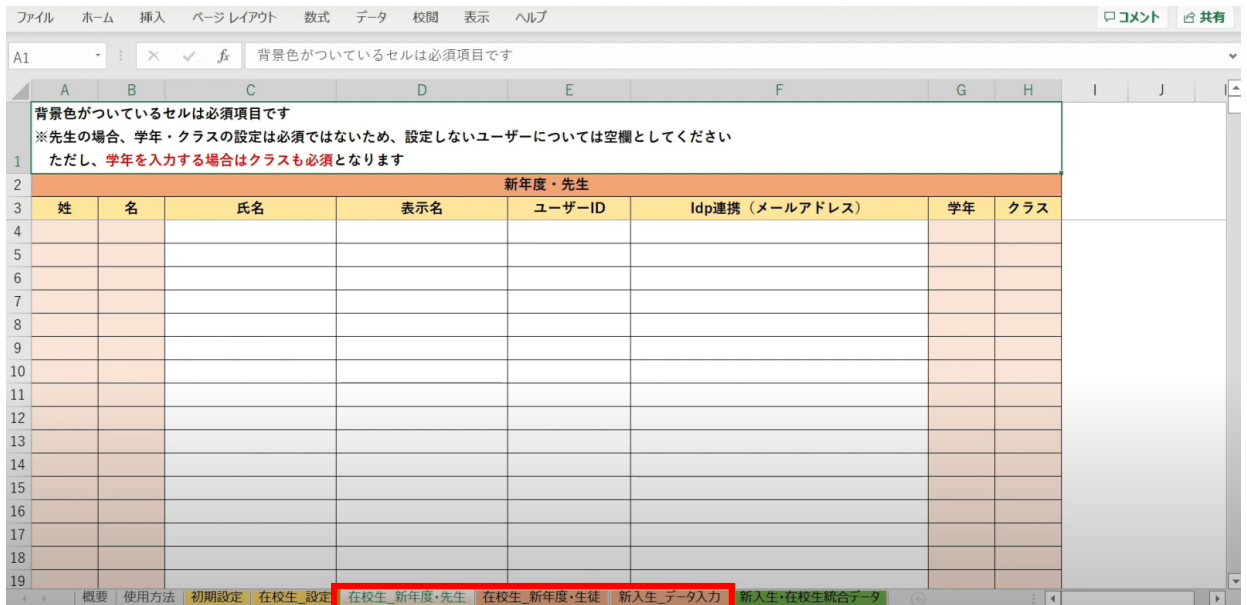 ファイル ホーム 挿入 ページ レイアウト 数式 データ 校閲 表示 ヘルプ コメント 共有
A1 fx 背景色がついているセルは必須項目です
A B C D E F G H I J
背景色がついているセルは必須項目です
※先生の場合、学年・クラスの設定は必須ではないため、設定しないユーザーについては空欄としてください
1 ただし、学年を入力する場合はクラスも必須となります
2 新年度・先生
3 姓 名 氏名 表示名 ユーザーID Idp連携（メールアドレス） 学年 クラス
4
5
6
7
8
9
10
11
12
13
14
15
16
17
18
19
概要 使用方法 初期設定 在校生_設定 在校生_新年度・先生 在校生_新年度・生徒 新入生_データ入力 新入生・在校生統合データ